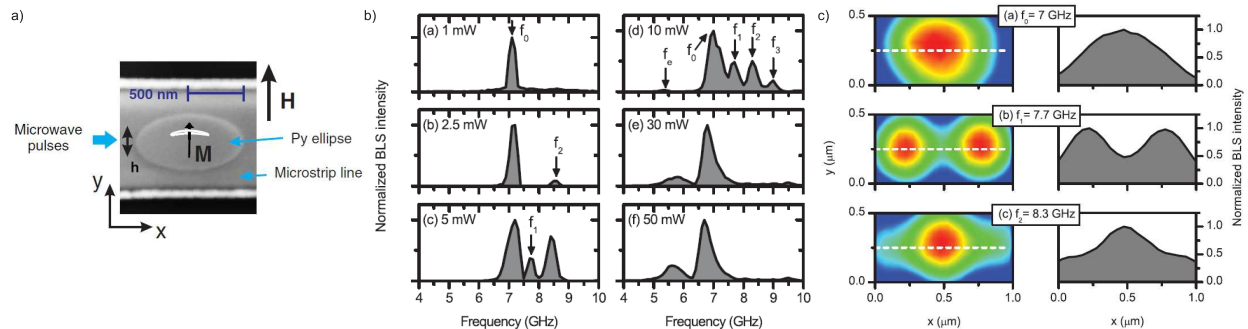 a)
500 nm
H
Microwave
pulses
h
M
Py ellipse
Microstrip line
y
x
b)
Normalized BLS intensity
(a) 1 mW
f0
(b) 2.5 mW
f2
(c) 5 mW
f1
4 5 6 7 8 9 10
Frequency (GHz)
(d) 10 mW
fe
f0
f1
f2
f3
(e) 30 mW
(f) 50 mW
4 5 6 7 8 9 10
Frequency (GHz)
c)
(a) f0= 7 GHz
0.5
0.0
1.0
0.5
0.0
(b) f1= 7.7 GHz
y (μm)
0.5
0.0
1.0
0.5
0.0
Normalized BLS intensity
(c) f2= 8.3 GHz
0.5
0.0
1.0
0.5
0.0
0.0 0.5 1.0
x (μm)
0.0 0.5 1.0
x (μm)